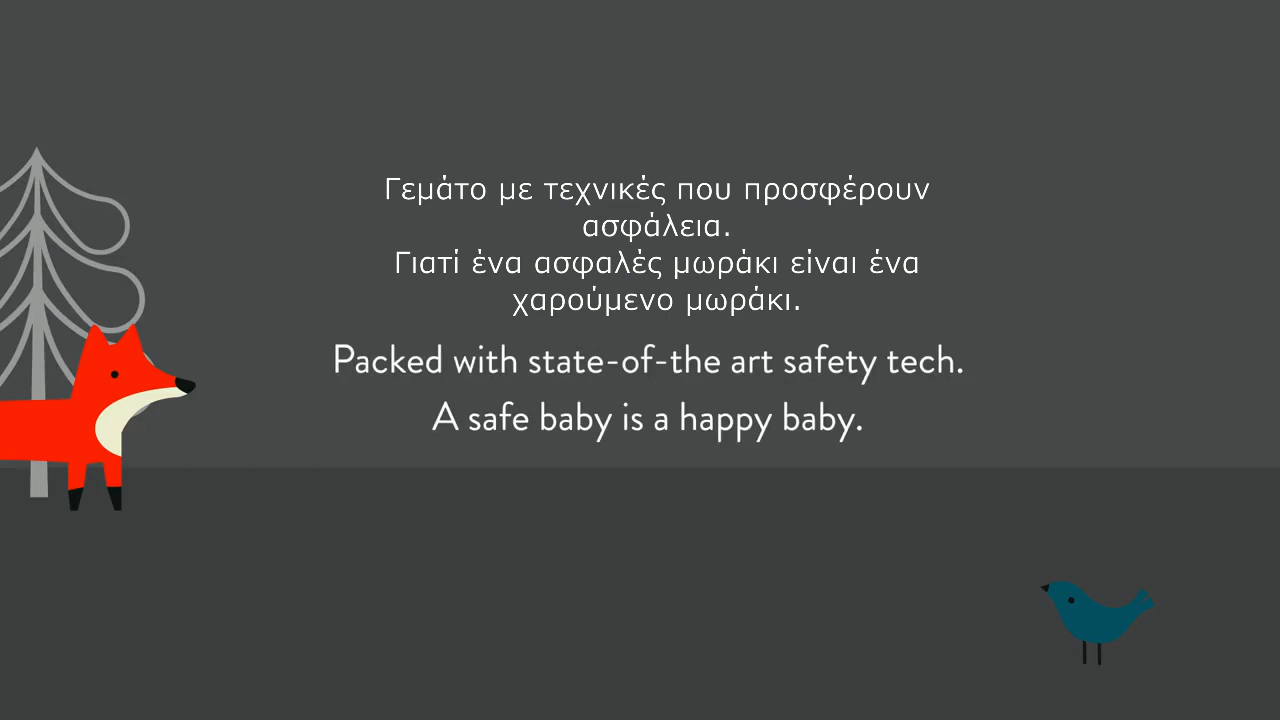 Γεμάτο με τεχνικές που προσφέρουν
ασφάλεια.
Γιατί ένα ασφαλές μωράκι είναι ένα
χαρούμενο μωράκι.
Packed with state-of-the art safety tech.
A safe baby is a happy baby.